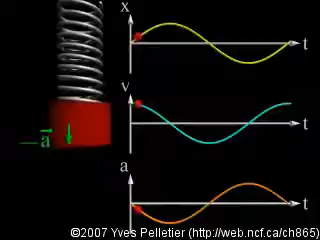 x
t
v
t
a
a
t
©2007 Yves Pelletier (http://web.ncf.ca/ch865)